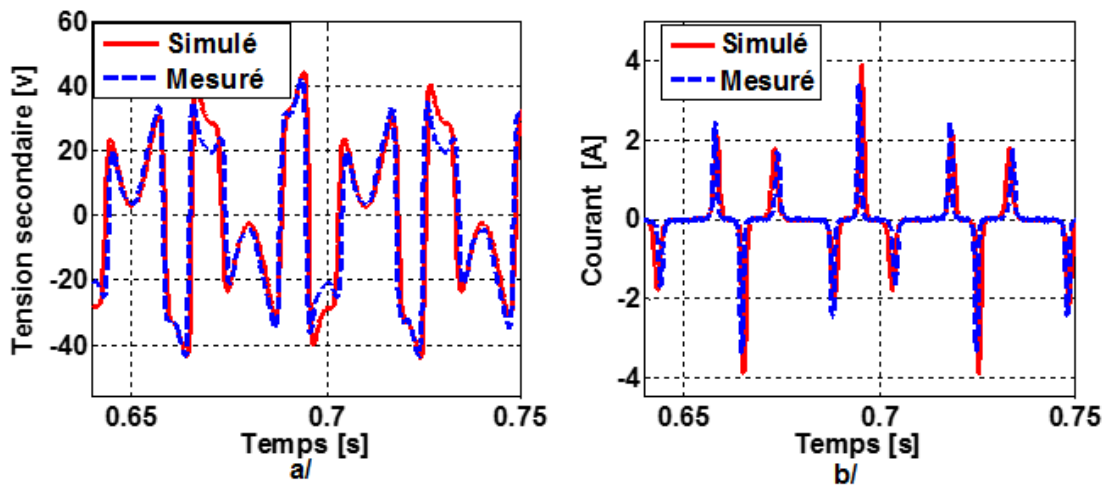 Tension secondaire [v]
60
40
20
0
-20
-40
Simulé
Mesuré
0.65
0.7
0.75
Temps [s]
a/
Courant [A]
4
2
0
-2
-4
Simulé
Mesuré
0.65
0.7
0.75
Temps [s]
b/